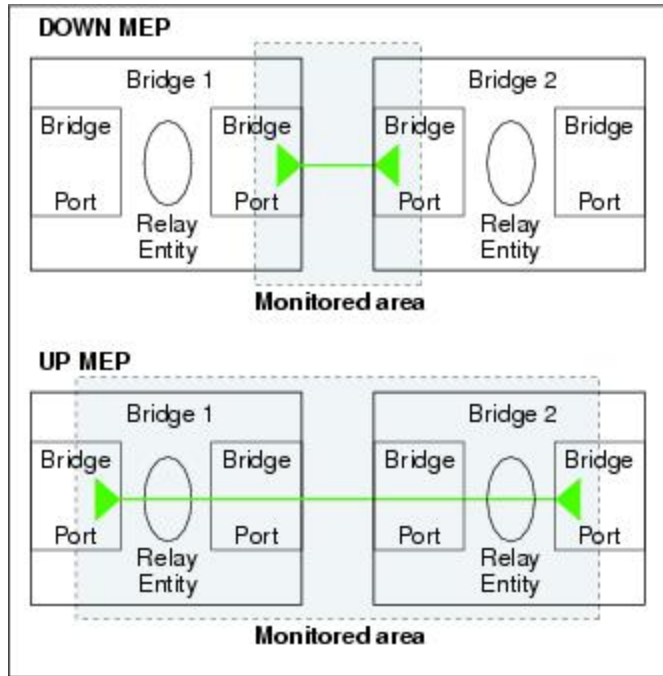 DOWN MEP
Bridge 1
Bridge 2
Bridge
Bridge
Bridge
Bridge
Port
Port
Port
Port
Relay
Entity
Relay
Entity
Monitored area
UP MEP
Bridge 1
Bridge 2
Bridge
Bridge
Bridge
Bridge
Port
Port
Port
Port
Relay
Entity
Relay
Entity
Monitored area